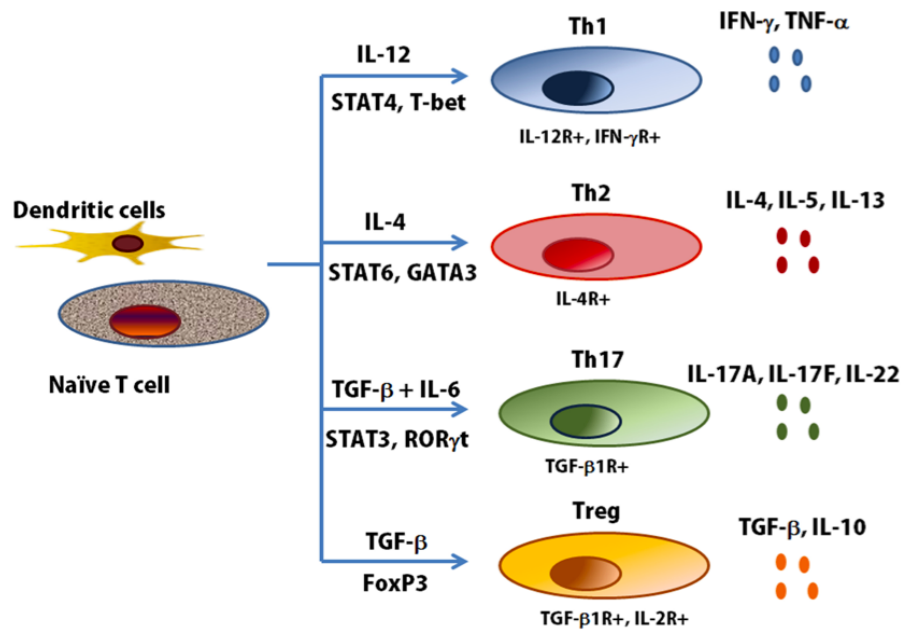 Dendritic cells
Naïve T cell
IL-12
STAT4, T-bet
Th1
IL-12R+, IFN-γR+
IFN-γ, TNF-α
IL-4
STAT6, GATA3
Th2
IL-4R+
IL-4, IL-5, IL-13
TGF-β + IL-6
STAT3, RORγt
Th17
TGF-β1R+
IL-17A, IL-17F, IL-22
TGF-β
FoxP3
Treg
TGF-β1R+, IL-2R+
TGF-β, IL-10